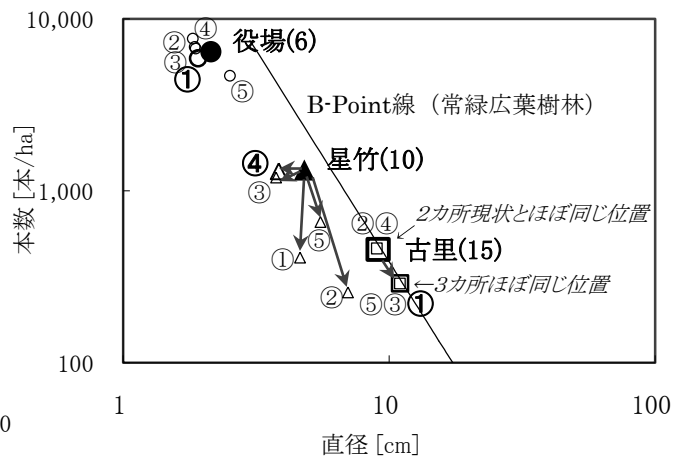 10,000
④
②
③
①
⑤
役場(6)
B-Point線（常緑広葉樹林）
本数 [本/ha]
1,000
④
③
星竹(10)
⑤
①
②
②④
←2カ所現状とほぼ同じ位置
古里(15)
←3カ所ほぼ同じ位置
⑤③①
100
1
10
100
0
直径 [cm]